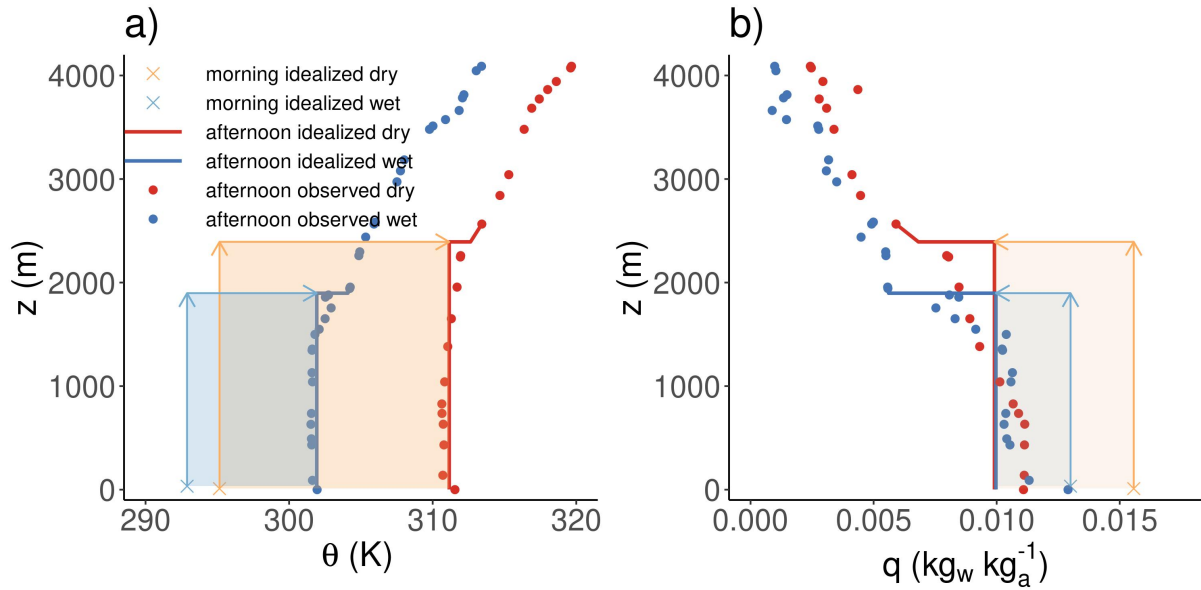 a)
4000
3000
2000
1000
0
z (m)
morning idealized dry
morning idealized wet
afternoon idealized dry
afternoon idealized wet
afternoon observed dry
afternoon observed wet
290 300 310 320
θ (K)
b)
4000
3000
2000
1000
0
z (m)
0.000 0.005 0.010 0.015
q (kg_w kg_a^-1)